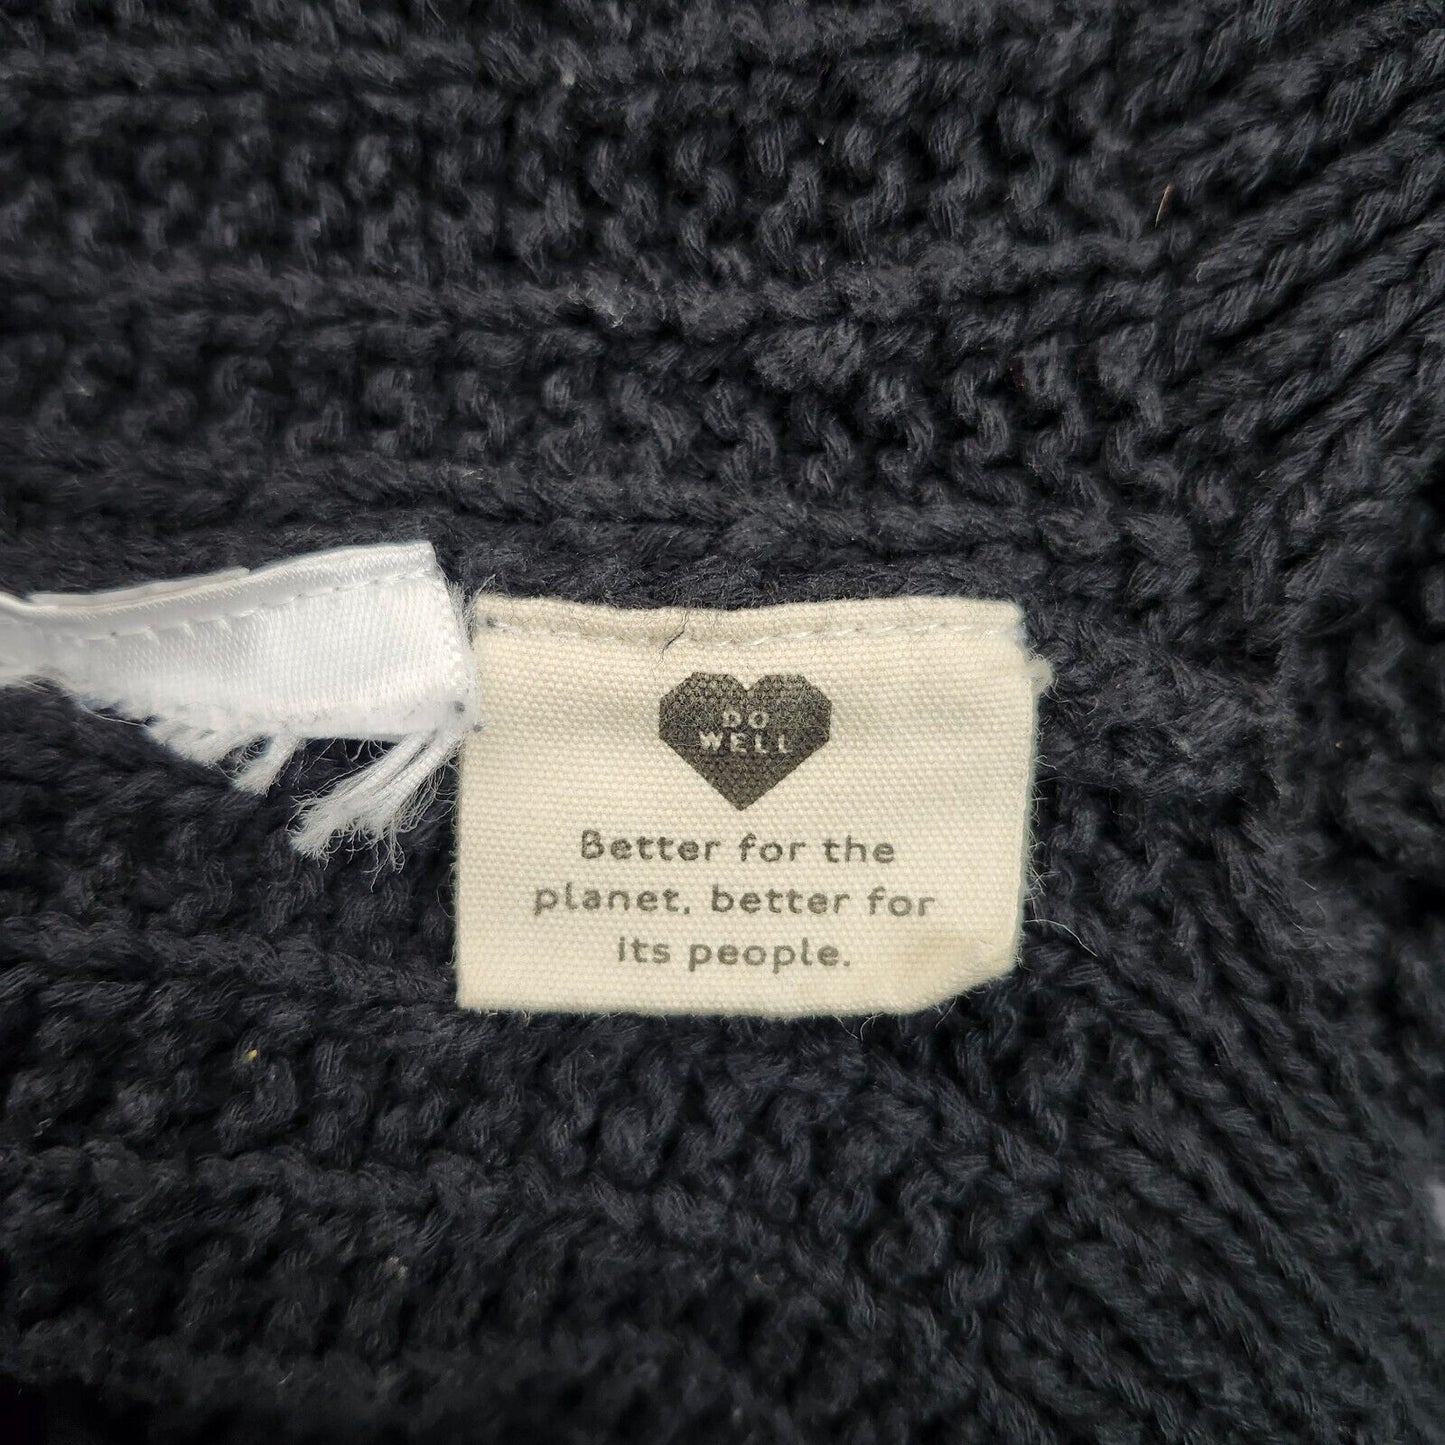 DO
WELL
Better for the
planet, better for
its people.